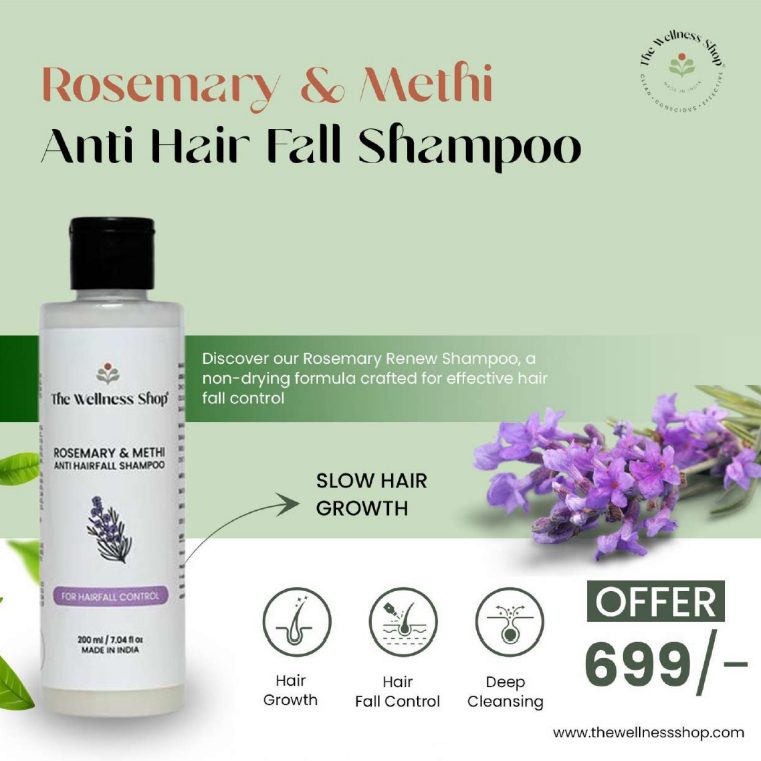 The Wellness Shop
MADE IN INDIA
CLEAN • CONSCIOUS • EFFECTIVE
Rosemary & Methi
Anti Hair Fall Shampoo
Discover our Rosemary Renew Shampoo, a
non-drying formula crafted for effective hair
fall control
The Wellness Shop
ROSEMARY & METHI
ANTI HAIRFALL SHAMPOO
FOR HAIRFALL CONTROL
200 ml / 7.04 fl oz
MADE IN INDIA
SLOW HAIR
GROWTH
Hair
Growth
Hair
Fall Control
Deep
Cleansing
OFFER
699/-
www.thewellnessshop.com